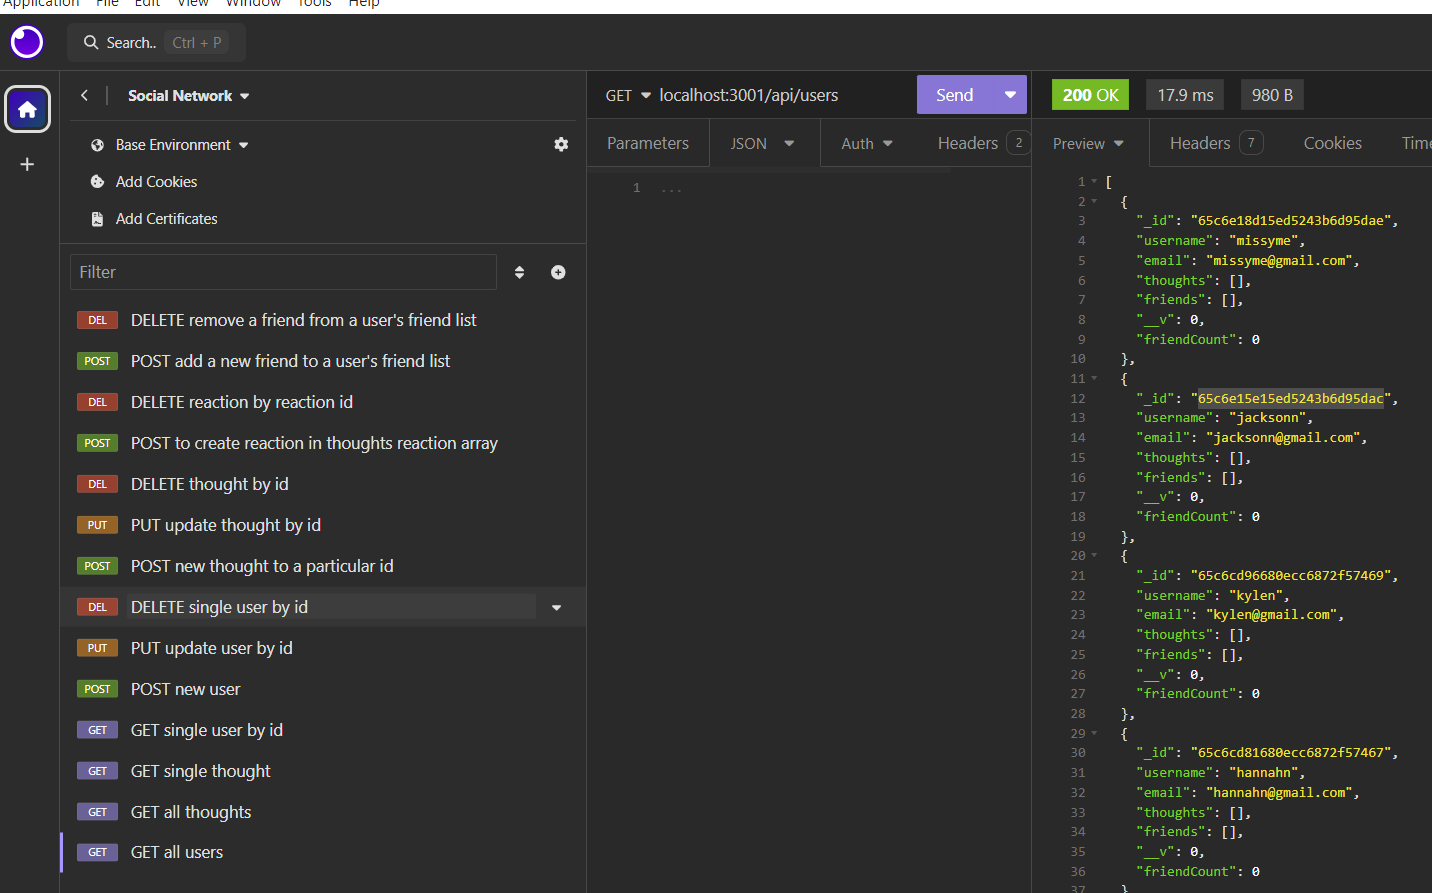 Application File Edit View Window Tools Help
Search.. Ctrl + P
Social Network
Base Environment
Add Cookies
Add Certificates
Filter
DEL DELETE remove a friend from a user's friend list
POST POST add a new friend to a user's friend list
DEL DELETE reaction by reaction id
POST POST to create reaction in thoughts reaction array
DEL DELETE thought by id
PUT PUT update thought by id
POST POST new thought to a particular id
DEL DELETE single user by id
PUT PUT update user by id
POST POST new user
GET GET single user by id
GET GET single thought
GET GET all thoughts
GET GET all users
GET localhost:3001/api/users Send
Parameters JSON Auth Headers 2
1 ...
200 OK 17.9 ms 980 B
Preview Headers 7 Cookies Time
1 [
2 {
3 "_id": "65c6e18d15ed5243b6d95dae",
4 "username": "missyme",
5 "email": "missyme@gmail.com",
6 "thoughts": [],
7 "friends": [],
8 "__v": 0,
9 "friendCount": 0
10 },
11 {
12 "_id": "65c6e15e15ed5243b6d95dac",
13 "username": "jacksonn",
14 "email": "jacksonn@gmail.com",
15 "thoughts": [],
16 "friends": [],
17 "__v": 0,
18 "friendCount": 0
19 },
20 {
21 "_id": "65c6cd96680ecc6872f57469",
22 "username": "kylen",
23 "email": "kylen@gmail.com",
24 "thoughts": [],
25 "friends": [],
26 "__v": 0,
27 "friendCount": 0
28 },
29 {
30 "_id": "65c6cd81680ecc6872f57467",
31 "username": "hannahn",
32 "email": "hannahn@gmail.com",
33 "thoughts": [],
34 "friends": [],
35 "__v": 0,
36 "friendCount": 0
37 }